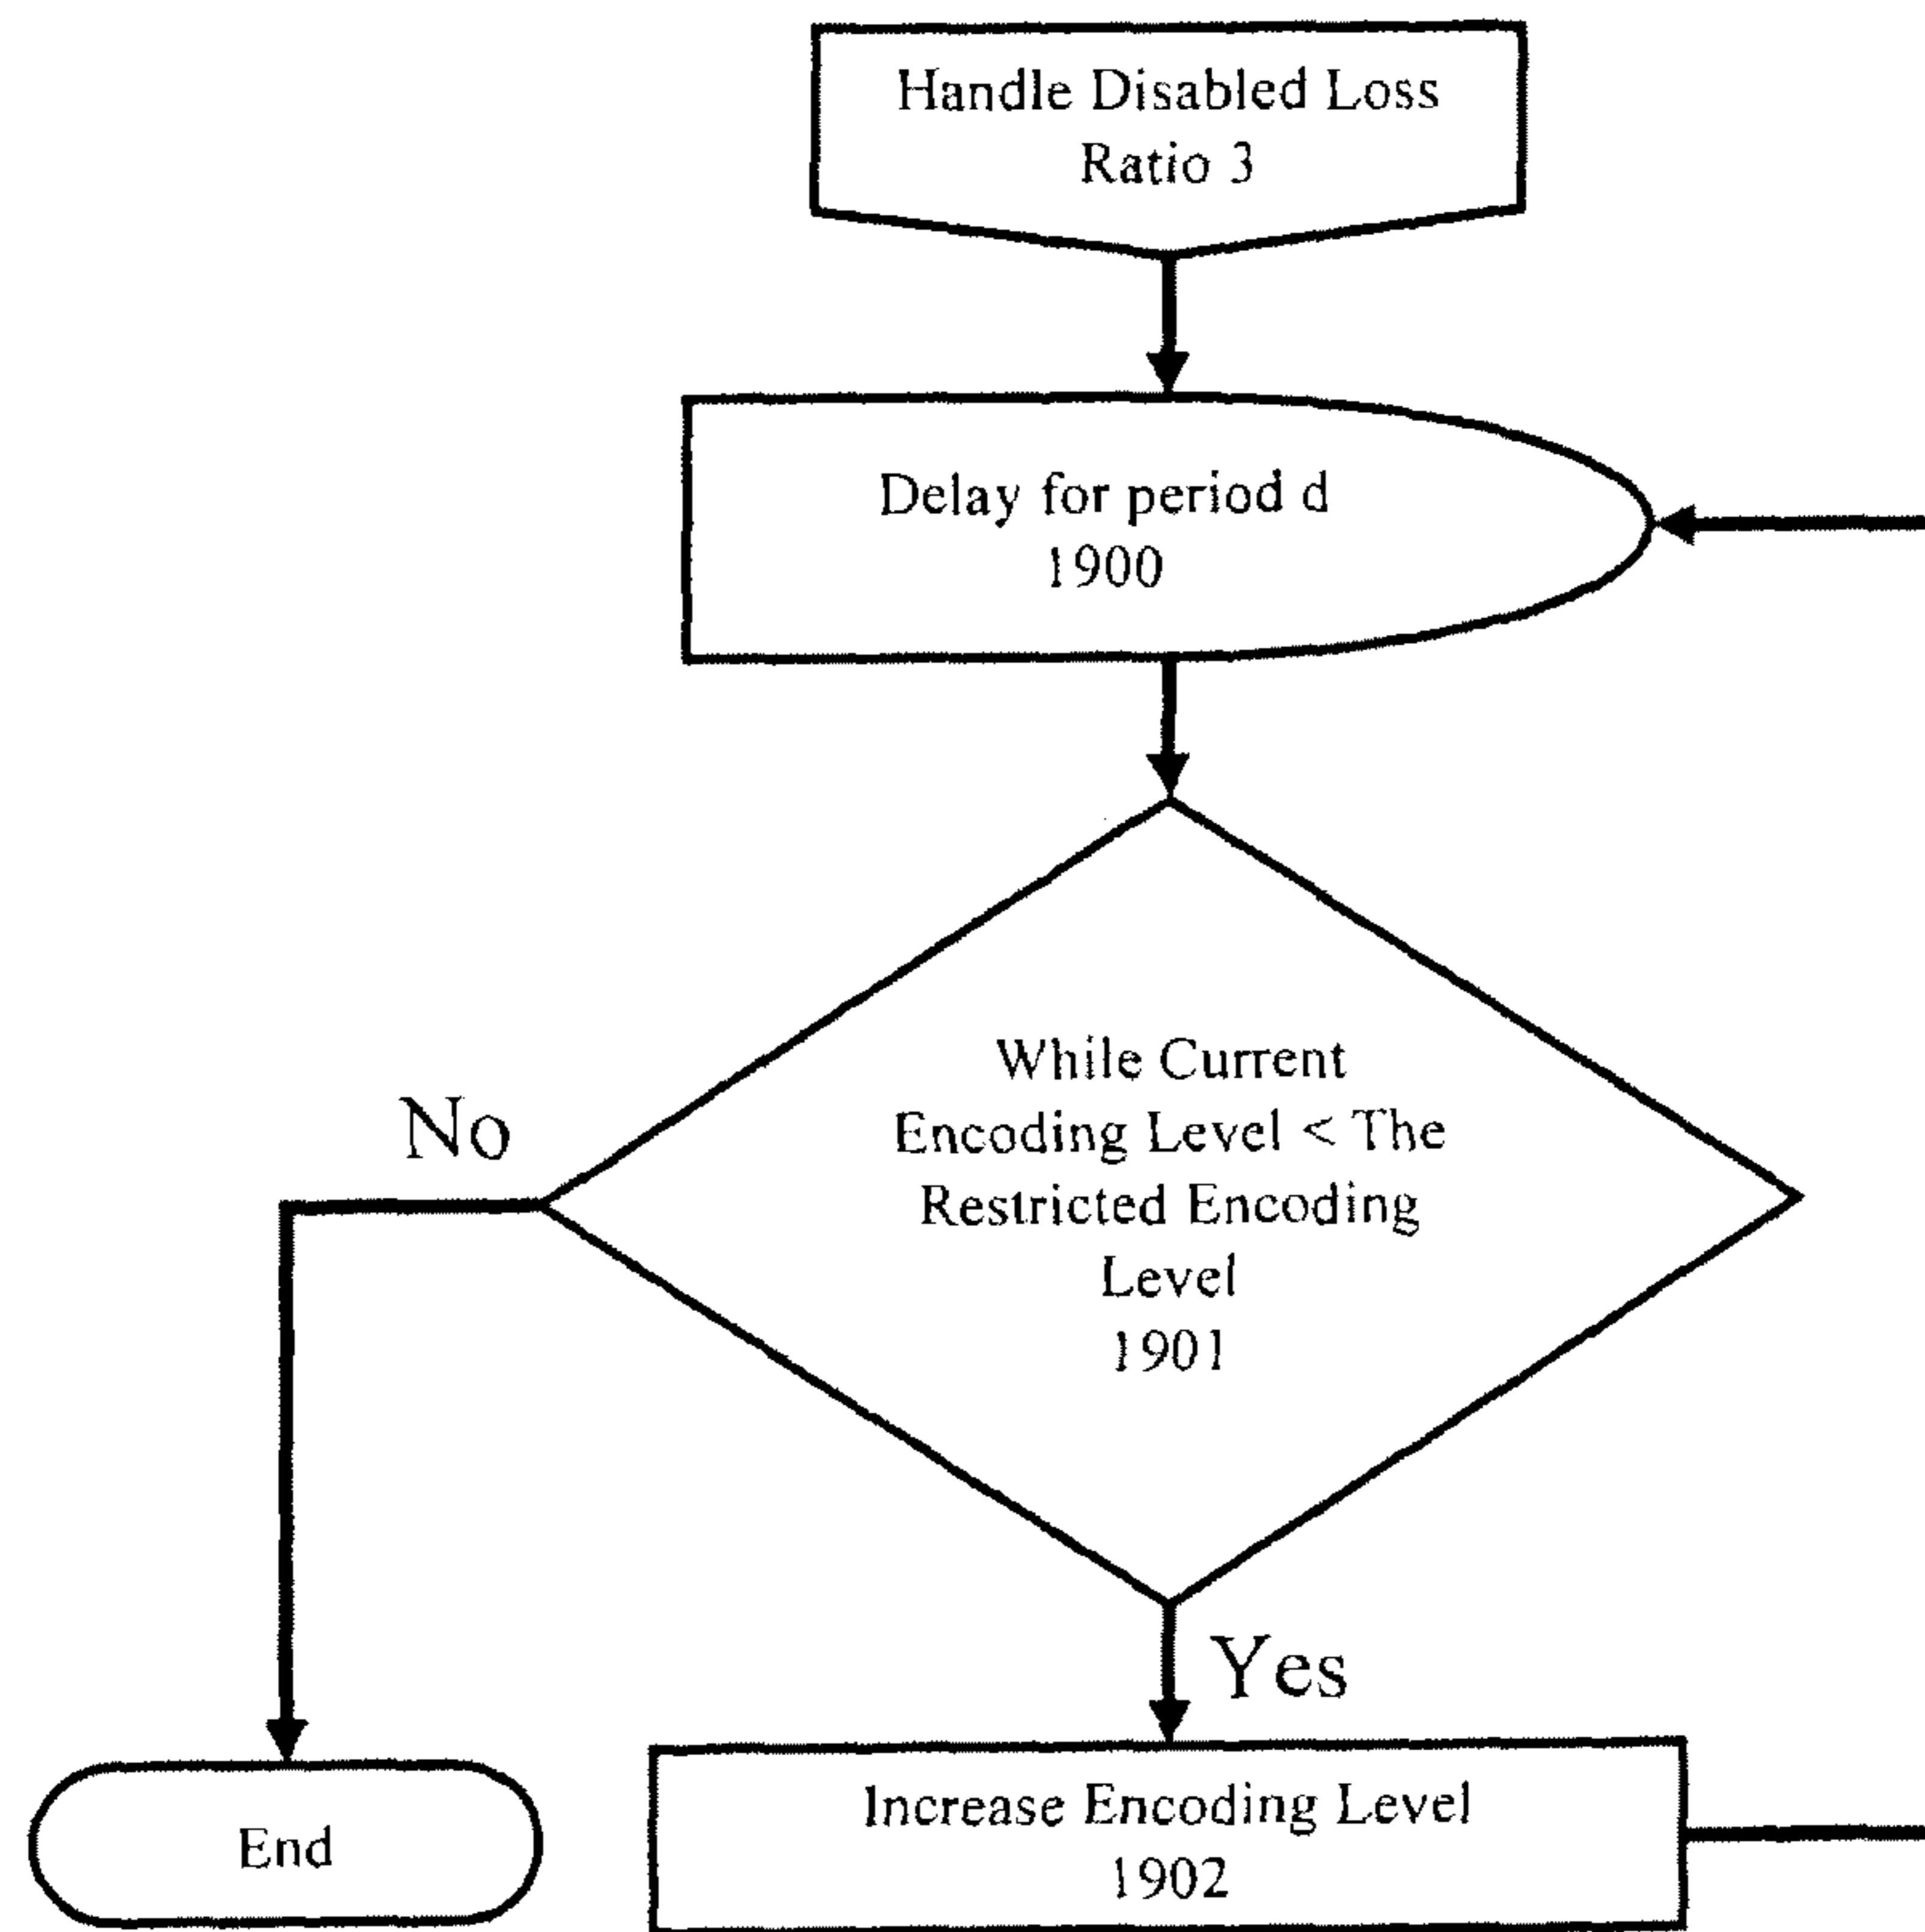 Handle Disabled Loss
Ratio 3
Delay for period d
1900
While Current
Encoding Level < The
Restricted Encoding
Level
1901
No
Yes
Increase Encoding Level
1902
End